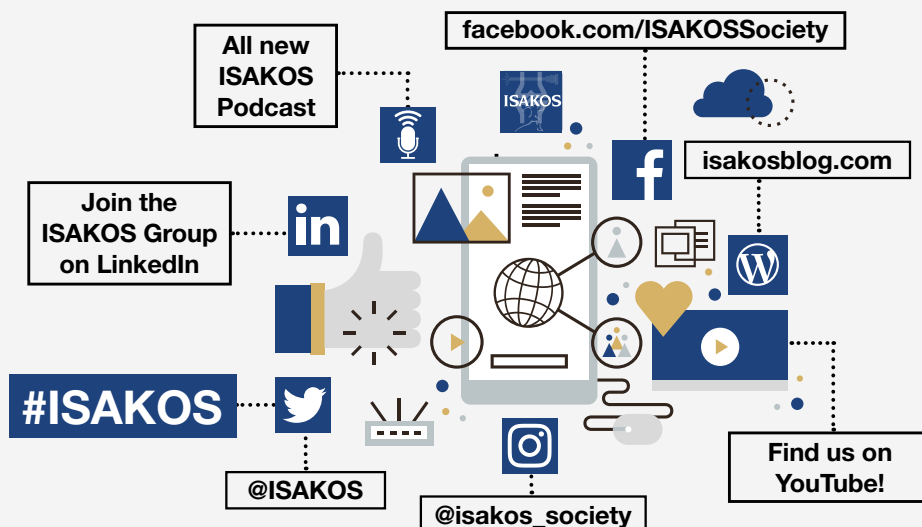 facebook.com/ISAKOSSociety
All new
ISAKOS
Podcast
ISAKOS
isakosblog.com
Join the
ISAKOS Group
on LinkedIn
in
#ISAKOS
@ISAKOS
@isakos_society
Find us on
YouTube!